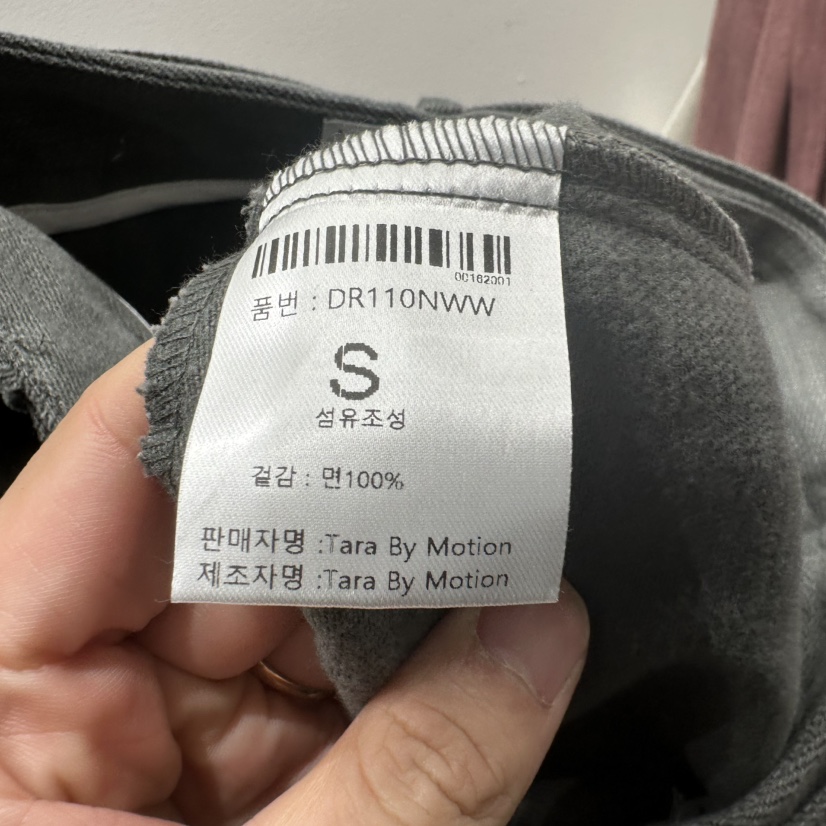 00162001
품번 : DR110NWW
S
섬유조성
겉감 : 면100%
판매자명 :Tara By Motion
제조자명 :Tara By Motion